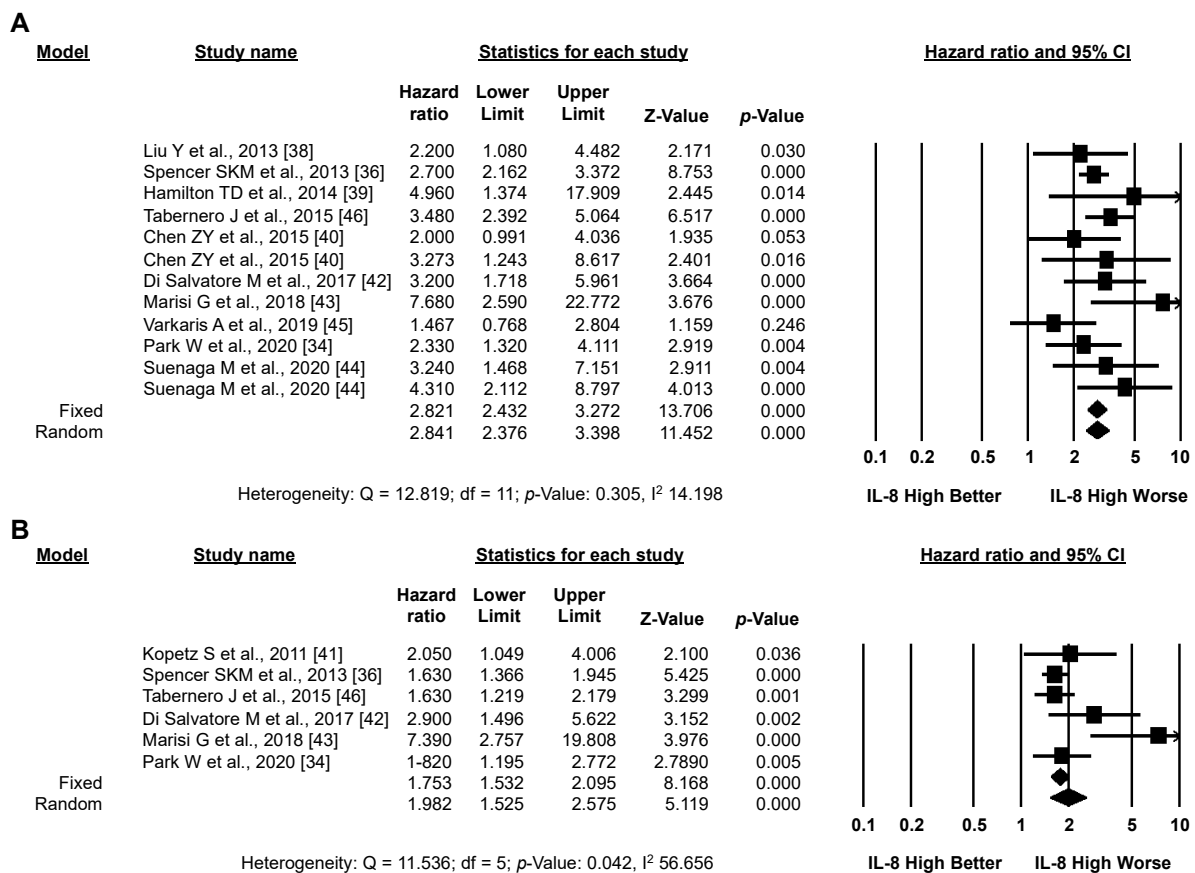 A
Model Study name Statistics for each study Hazard ratio and 95% CI
Hazard Lower Upper
ratio Limit Limit Z-Value p-Value
Liu Y et al., 2013 [38] 2.200 1.080 4.482 2.171 0.030
Spencer SKM et al., 2013 [36] 2.700 2.162 3.372 8.753 0.000
Hamilton TD et al., 2014 [39] 4.960 1.374 17.909 2.445 0.014
Tabernero J et al., 2015 [46] 3.480 2.392 5.064 6.517 0.000
Chen ZY et al., 2015 [40] 2.000 0.991 4.036 1.935 0.053
Chen ZY et al., 2015 [40] 3.273 1.243 8.617 2.401 0.016
Di Salvatore M et al., 2017 [42] 3.200 1.718 5.961 3.664 0.000
Marisi G et al., 2018 [43] 7.680 2.590 22.772 3.676 0.000
Varkaris A et al., 2019 [45] 1.467 0.768 2.804 1.159 0.246
Park W et al., 2020 [34] 2.330 1.320 4.111 2.919 0.004
Suenaga M et al., 2020 [44] 3.240 1.468 7.151 2.911 0.004
Suenaga M et al., 2020 [44] 4.310 2.112 8.797 4.013 0.000
Fixed 2.821 2.432 3.272 13.706 0.000
Random 2.841 2.376 3.398 11.452 0.000
0.1 0.2 0.5 1 2 5 10
Heterogeneity: Q = 12.819; df = 11; p-Value: 0.305, I² 14.198
IL-8 High Better IL-8 High Worse
B
Model Study name Statistics for each study Hazard ratio and 95% CI
Hazard Lower Upper
ratio Limit Limit Z-Value p-Value
Kopetz S et al., 2011 [41] 2.050 1.049 4.006 2.100 0.036
Spencer SKM et al., 2013 [36] 1.630 1.366 1.945 5.425 0.000
Tabernero J et al., 2015 [46] 1.630 1.219 2.179 3.299 0.001
Di Salvatore M et al., 2017 [42] 2.900 1.496 5.622 3.152 0.002
Marisi G et al., 2018 [43] 7.390 2.757 19.808 3.976 0.000
Park W et al., 2020 [34] 1-820 1.195 2.772 2.7890 0.005
Fixed 1.753 1.532 2.095 8.168 0.000
Random 1.982 1.525 2.575 5.119 0.000
0.1 0.2 0.5 1 2 5 10
Heterogeneity: Q = 11.536; df = 5; p-Value: 0.042, I² 56.656
IL-8 High Better IL-8 High Worse